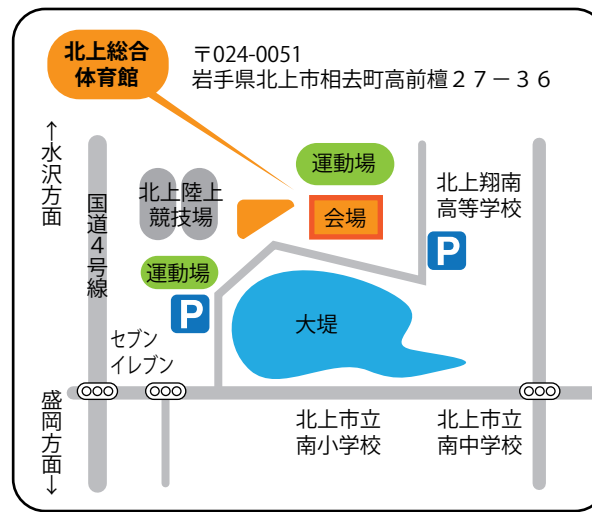 北上総合
体育館
〒024-0051
岩手県北上市相去町高前檀２７－３６
←水沢方面
国道4号線
北上陸上
競技場
運動場
会場
北上翔南
高等学校
P
運動場
P
大堤
セブン
イレブン
盛岡方面→
北上市立
南小学校
北上市立
南中学校